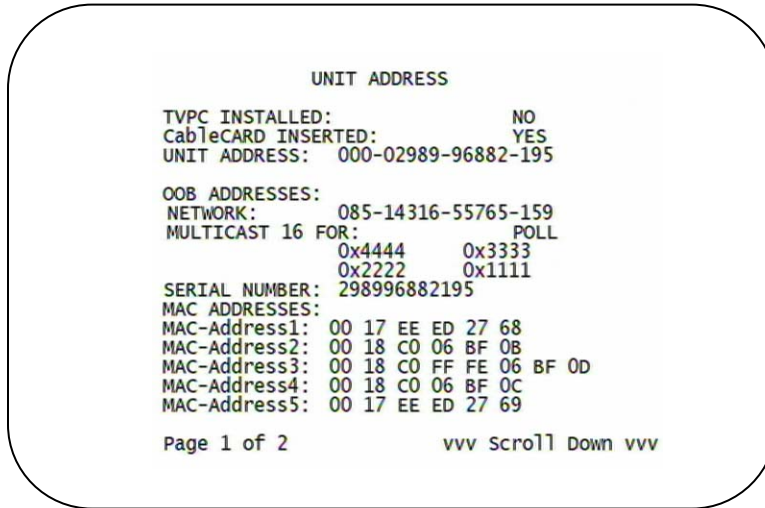 UNIT ADDRESS
TVPC INSTALLED: NO
CableCARD INSERTED: YES
UNIT ADDRESS: 000-02989-96882-195
OOB ADDRESSES:
NETWORK: 085-14316-55765-159
MULTICAST 16 FOR: POLL
0x4444 0x3333
0x2222 0x1111
SERIAL NUMBER: 298996882195
MAC ADDRESSES:
MAC-Address1: 00 17 EE ED 27 68
MAC-Address2: 00 18 C0 06 BF 0B
MAC-Address3: 00 18 C0 FF FE 06 BF 0D
MAC-Address4: 00 18 C0 06 BF 0C
MAC-Address5: 00 17 EE ED 27 69
Page 1 of 2 vvv Scroll Down vvv